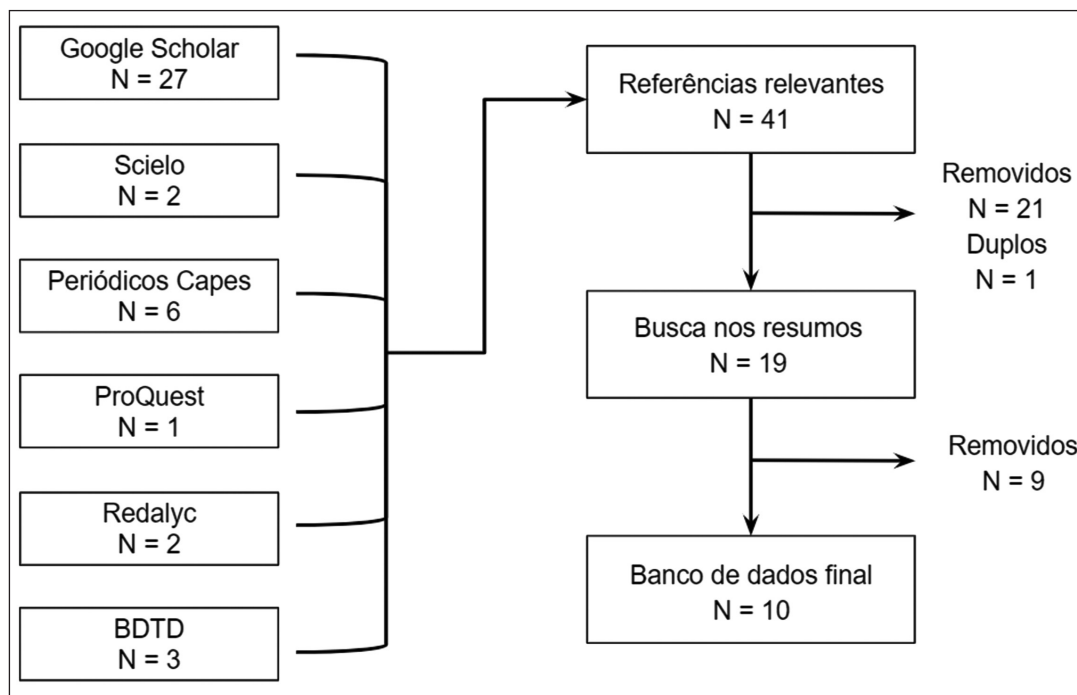 Google Scholar
N = 27
Scielo
N = 2
Periódicos Capes
N = 6
ProQuest
N = 1
Redalyc
N = 2
BDTD
N = 3
Referências relevantes
N = 41
Removidos
N = 21
Duplos
N = 1
Busca nos resumos
N = 19
Removidos
N = 9
Banco de dados final
N = 10